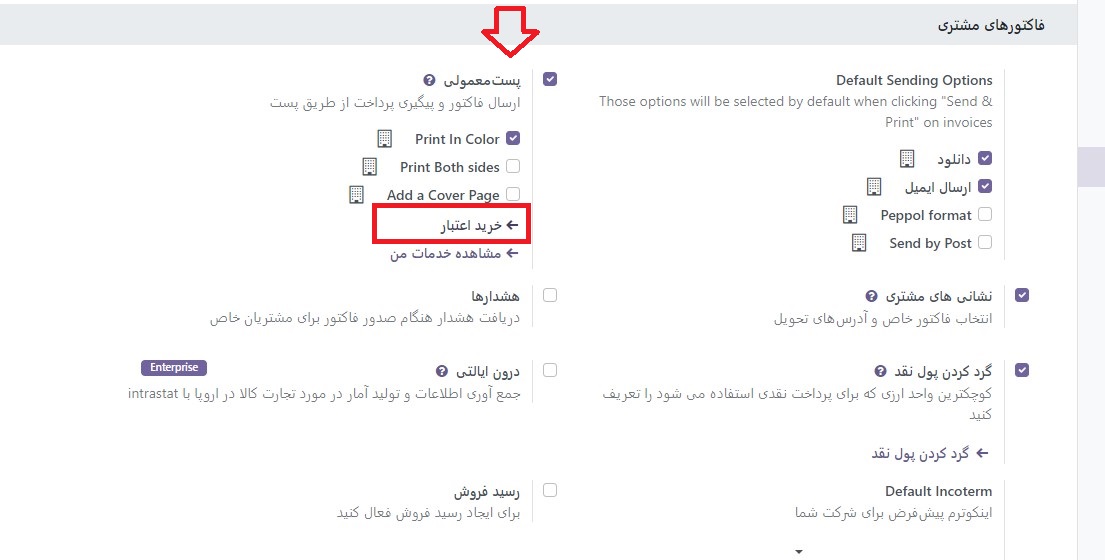 فاکتورهای مشتری
Default Sending Options
Those options will be selected by default when clicking "Send &
Print" on invoices
دانلود
ارسال ایمیل
Peppol format
Send by Post
پست‌معمولی
ارسال فاکتور و پیگیری پرداخت از طریق پست
Print In Color
Print Both sides
Add a Cover Page
خرید اعتبار
مشاهده خدمات من
نشانی های مشتری
انتخاب فاکتور خاص و آدرس‌های تحویل
هشدارها
دریافت هشدار هنگام صدور فاکتور برای مشتریان خاص
گرد کردن پول نقد
کوچکترین واحد ارزی که برای پرداخت نقدی استفاده می شود را تعریف
کنید
گرد کردن پول نقد
درون ایالتی
Enterprise
جمع آوری اطلاعات و تولید آمار در مورد تجارت کالا در اروپا با intrastat
Default Incoterm
اینکوترم پیش‌فرض برای شرکت شما
رسید فروش
برای ایجاد رسید فروش فعال کنید